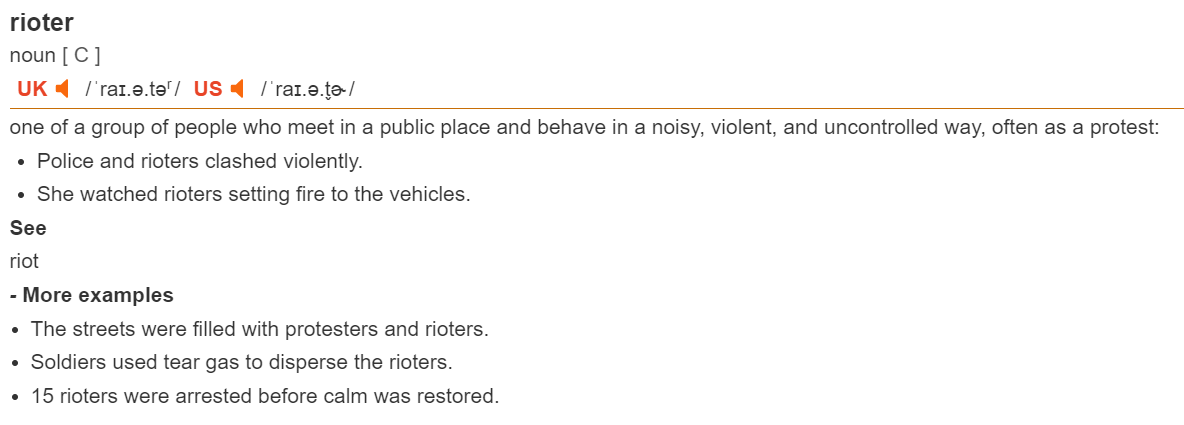 rioter
noun [ C ]
UK /ˈraɪ.ə.tər/ US /ˈraɪ.ə.t̬ɚ/
one of a group of people who meet in a public place and behave in a noisy, violent, and uncontrolled way, often as a protest:
• Police and rioters clashed violently.
• She watched rioters setting fire to the vehicles.
See
riot
- More examples
• The streets were filled with protesters and rioters.
• Soldiers used tear gas to disperse the rioters.
• 15 rioters were arrested before calm was restored.